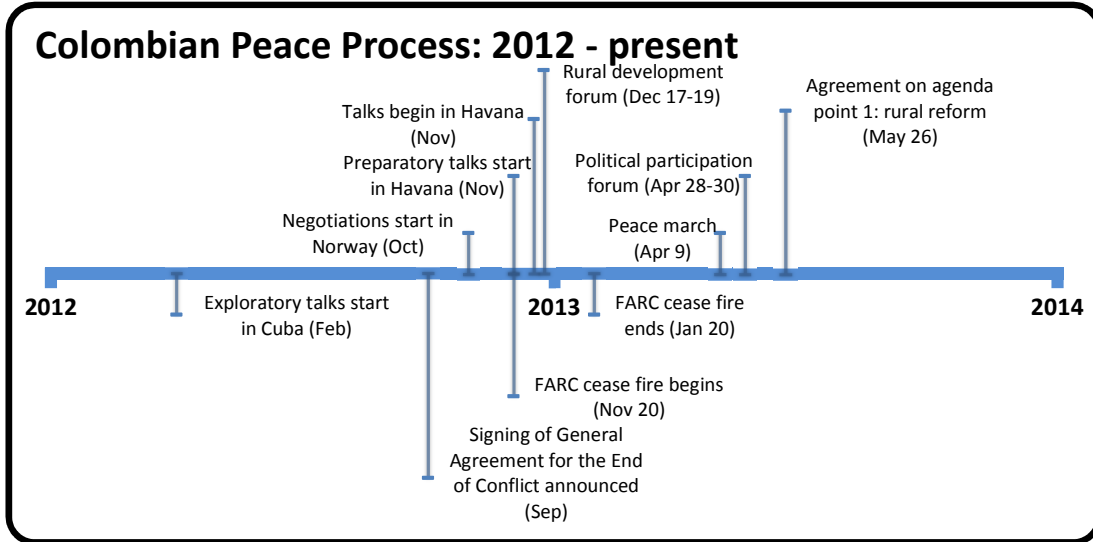 Colombian Peace Process: 2012 - present
Rural development
forum (Dec 17-19)
Agreement on agenda
point 1: rural reform
(May 26)
Talks begin in Havana
(Nov)
Preparatory talks start
in Havana (Nov)
Political participation
forum (Apr 28-30)
Negotiations start in
Norway (Oct)
Peace march
(Apr 9)
2012
2013
2014
Exploratory talks start
in Cuba (Feb)
FARC cease fire
ends (Jan 20)
FARC cease fire begins
(Nov 20)
Signing of General
Agreement for the End
of Conflict announced
(Sep)